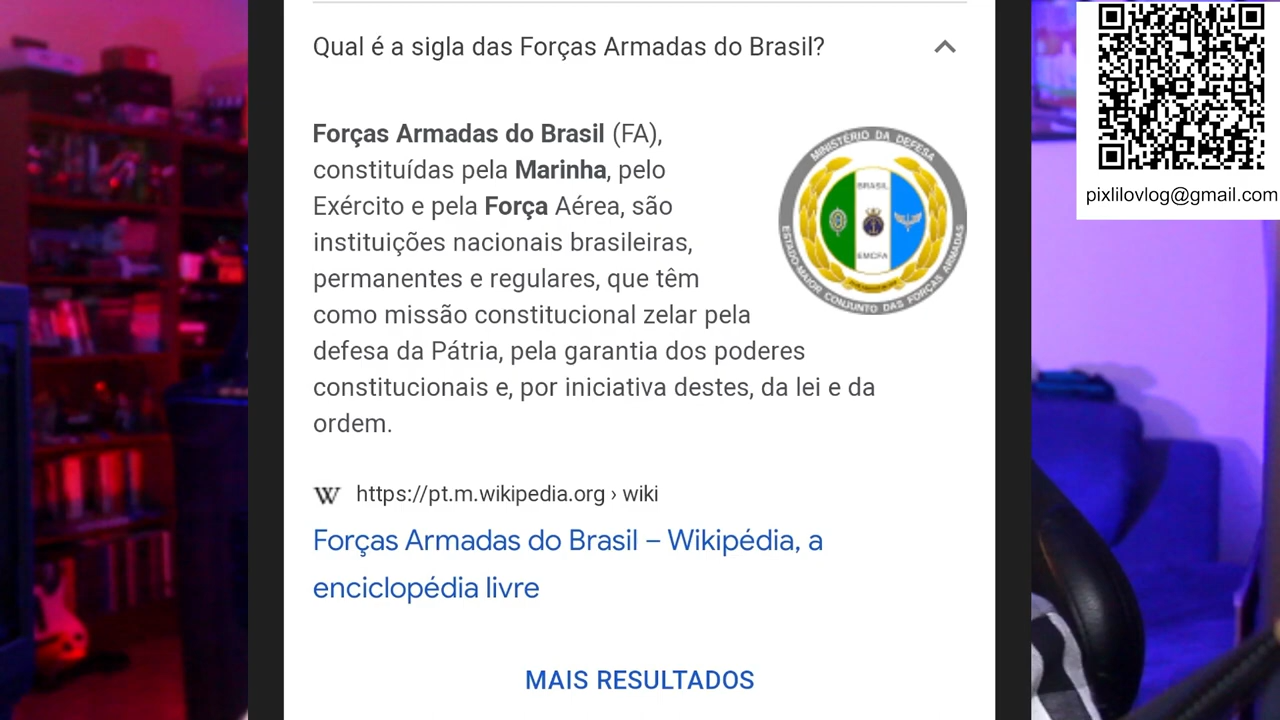 Qual é a sigla das Forças Armadas do Brasil?
Forças Armadas do Brasil (FA),
constituídas pela Marinha, pelo
Exército e pela Força Aérea, são
instituições nacionais brasileiras,
permanentes e regulares, que têm
como missão constitucional zelar pela
defesa da Pátria, pela garantia dos poderes
constitucionais e, por iniciativa destes, da lei e da
ordem.
MINISTÉRIO DA DEFESA
BRASIL
EMCFA
ESTADO-MAIOR CONJUNTO DAS FORÇAS ARMADAS
W https://pt.m.wikipedia.org › wiki
Forças Armadas do Brasil – Wikipédia, a
enciclopédia livre
MAIS RESULTADOS
pixlilovlog@gmail.com